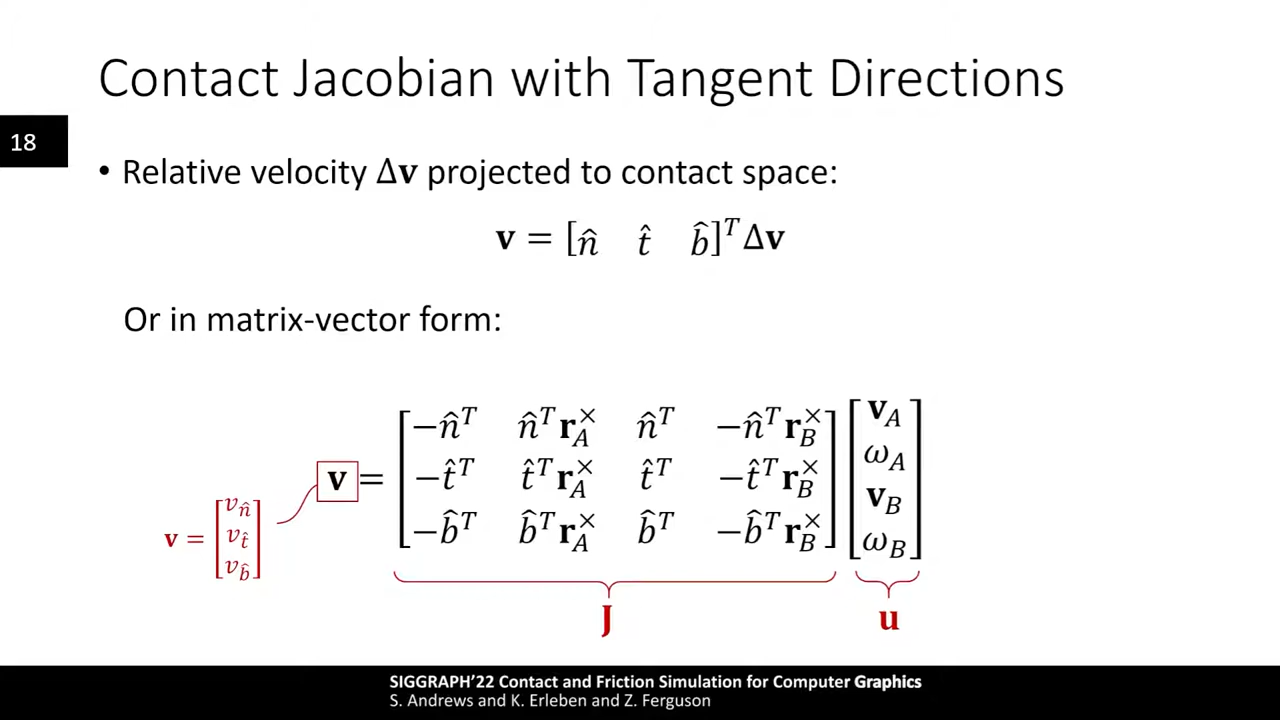 Contact Jacobian with Tangent Directions
18
• Relative velocity Δ𝐯 projected to contact space:
𝐯 = [n̂ t̂ b̂]ᵀ Δ𝐯
Or in matrix-vector form:
𝐯 = [v_n̂ v_t̂ v_b̂]
𝐯 =
−n̂ᵀ n̂ᵀ𝐫_A^× n̂ᵀ −n̂ᵀ𝐫_B^×
−t̂ᵀ t̂ᵀ𝐫_A^× t̂ᵀ −t̂ᵀ𝐫_B^×
−b̂ᵀ b̂ᵀ𝐫_A^× b̂ᵀ −b̂ᵀ𝐫_B^×
𝐯_A
ω_A
𝐯_B
ω_B
𝐉
𝐮
SIGGRAPH'22 Contact and Friction Simulation for Computer Graphics
S. Andrews and K. Erleben and Z. Ferguson